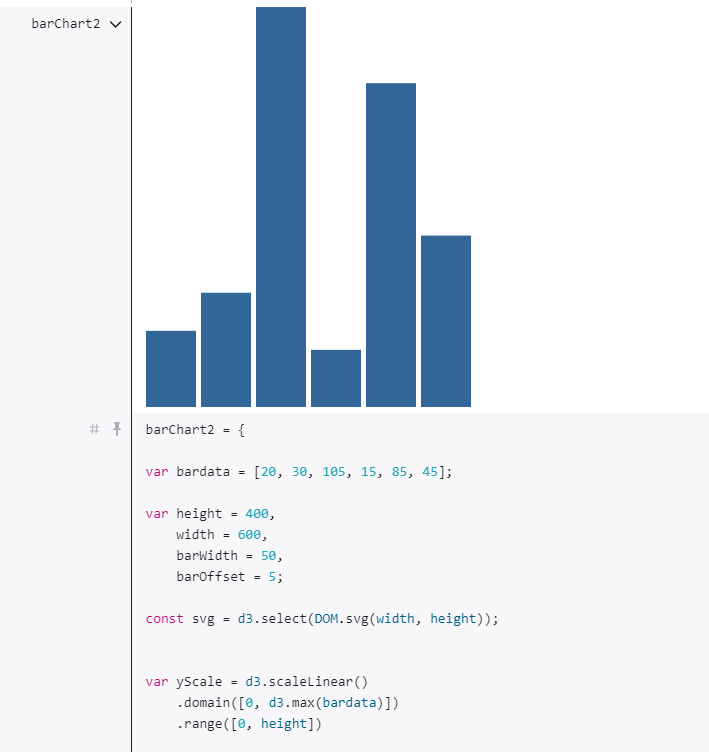 barChart2
#
barChart2 = {
var bardata = [20, 30, 105, 15, 85, 45];
var height = 400,
    width = 600,
    barWidth = 50,
    barOffset = 5;
const svg = d3.select(DOM.svg(width, height));
var yScale = d3.scaleLinear()
    .domain([0, d3.max(bardata)])
    .range([0, height])